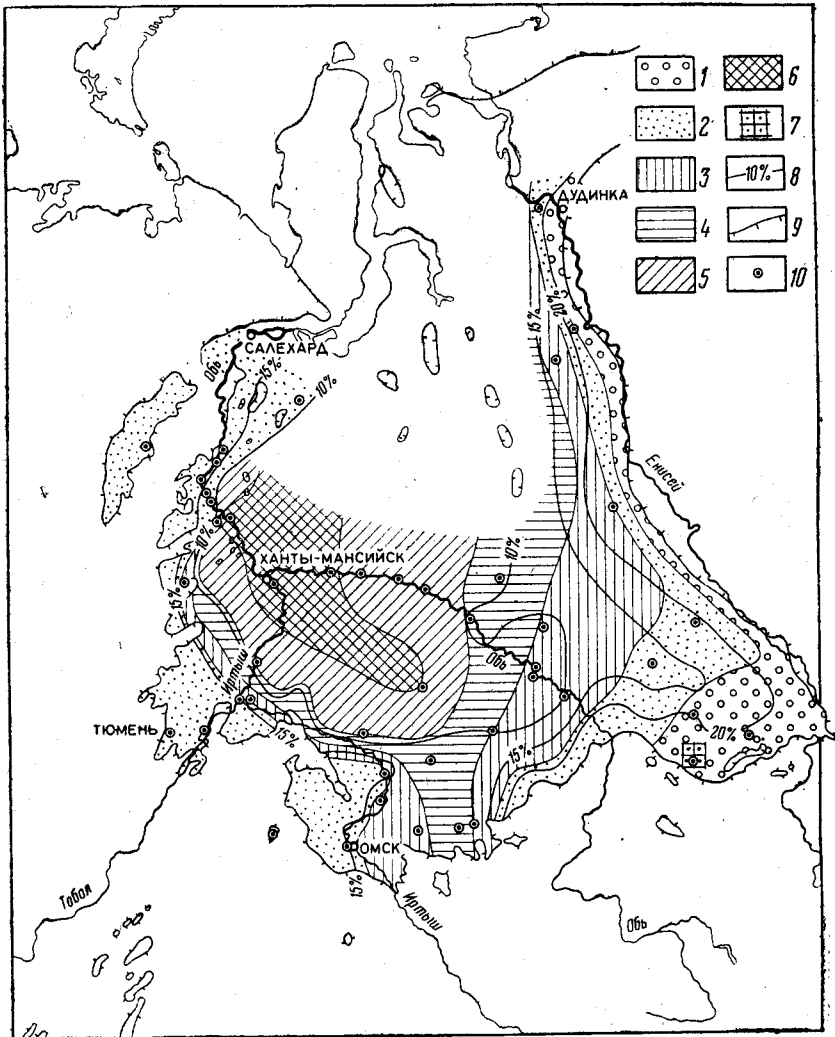 1 6
2 7
3 10% 8
4 9
5 10
ДУДИНКА
15%
20%
САЛЕХАРД
Обь
15%
10%
Енисей
10%
ХАНТЫ-МАНСИЙСК
10%
15%
Обь
Иртыш
ТЮМЕНЬ
15%
20%
15%
ОМСК
15%
Тобол
Иртыш
Обь